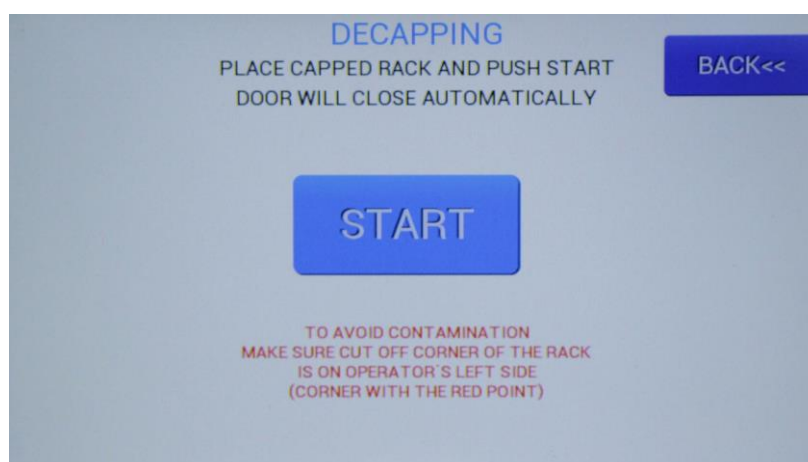 DECAPPING
PLACE CAPPED RACK AND PUSH START
DOOR WILL CLOSE AUTOMATICALLY
BACK<<
START
TO AVOID CONTAMINATION
MAKE SURE CUT OFF CORNER OF THE RACK
IS ON OPERATOR`S LEFT SIDE
(CORNER WITH THE RED POINT)